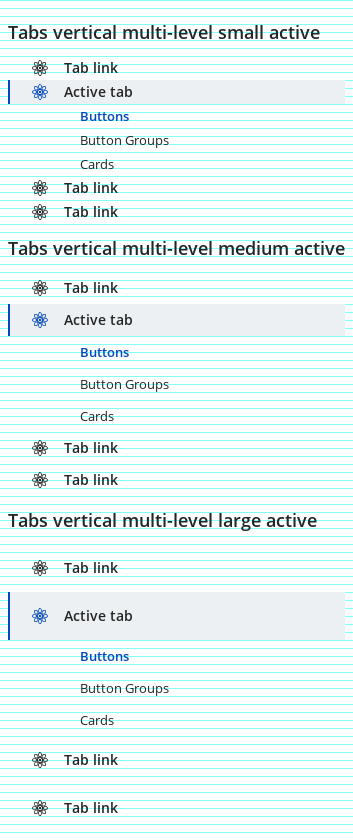 Tabs vertical multi-level small active
Tab link
Active tab
Buttons
Button Groups
Cards
Tab link
Tab link
Tabs vertical multi-level medium active
Tab link
Active tab
Buttons
Button Groups
Cards
Tab link
Tab link
Tabs vertical multi-level large active
Tab link
Active tab
Buttons
Button Groups
Cards
Tab link
Tab link